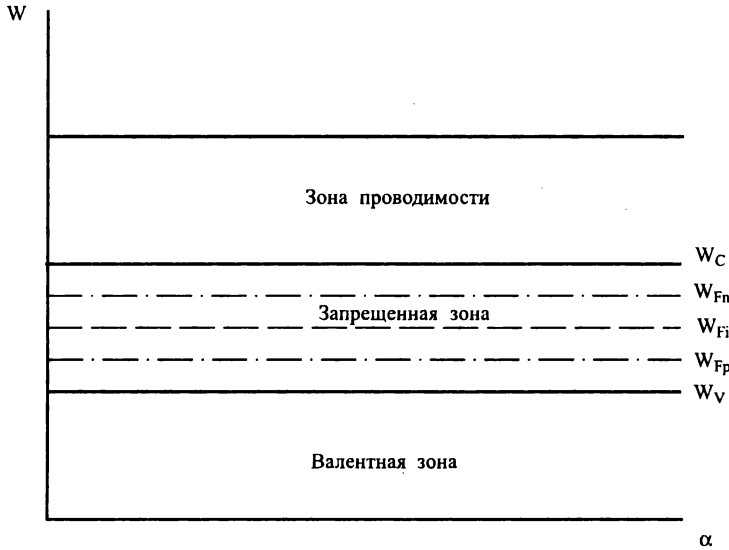 W
Зона проводимости
W_C
W_Fn
Запрещенная зона
W_Fi
W_Fp
W_V
Валентная зона
α